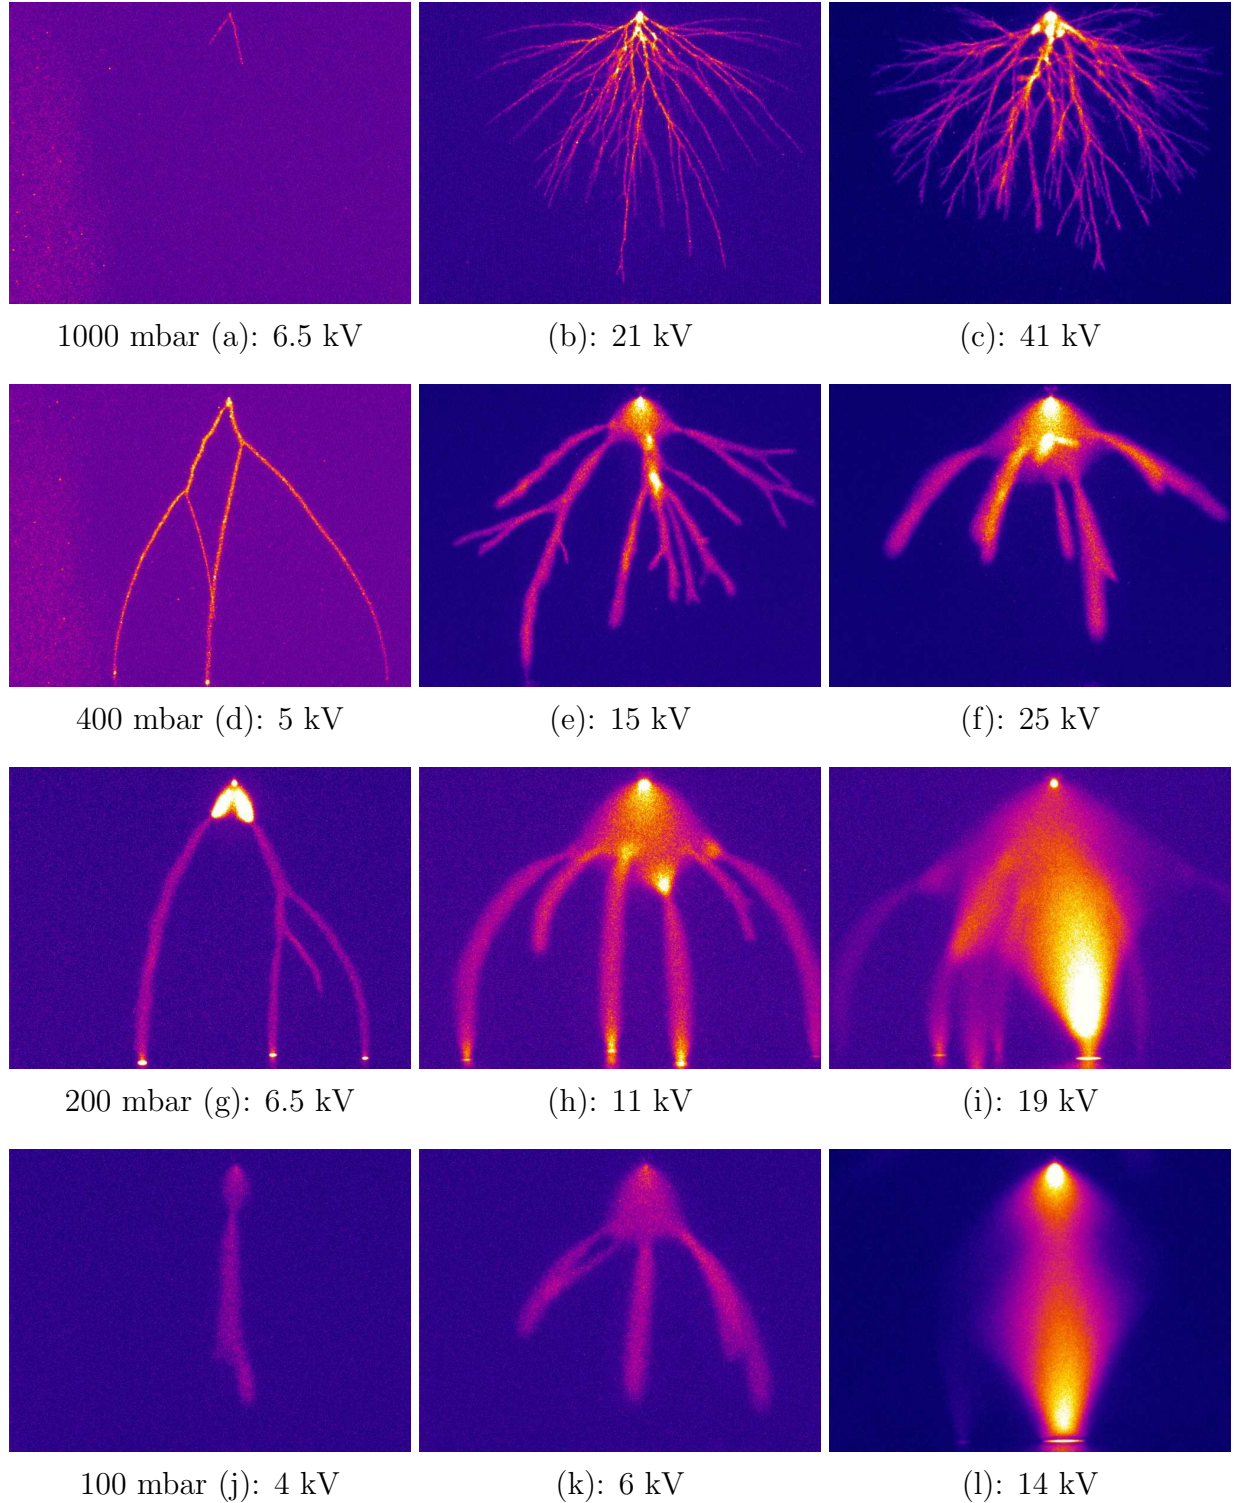 1000 mbar (a): 6.5 kV
(b): 21 kV
(c): 41 kV
400 mbar (d): 5 kV
(e): 15 kV
(f): 25 kV
200 mbar (g): 6.5 kV
(h): 11 kV
(i): 19 kV
100 mbar (j): 4 kV
(k): 6 kV
(l): 14 kV